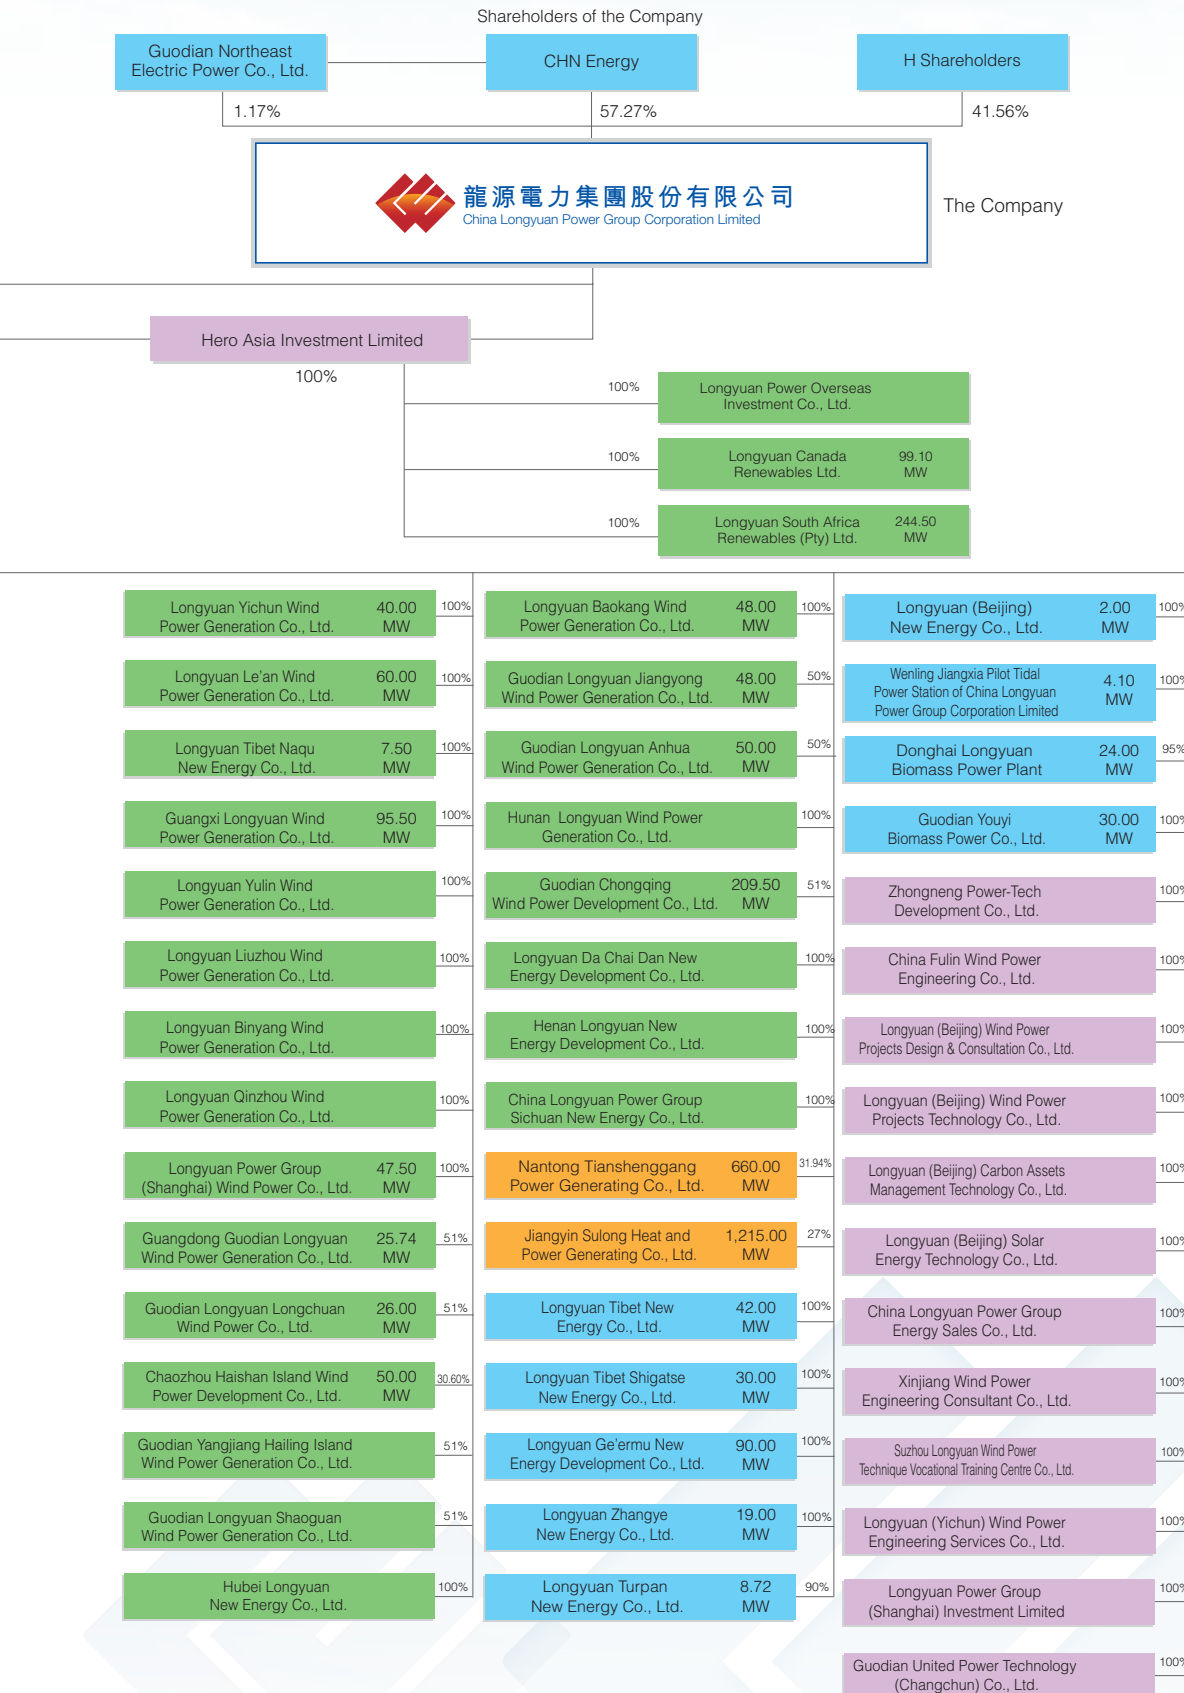 Shareholders of the Company
Guodian Northeast
Electric Power Co., Ltd.
CHN Energy
H Shareholders
1.17%
57.27%
41.56%
龍源電力集團股份有限公司
China Longyuan Power Group Corporation Limited
The Company
Hero Asia Investment Limited
100%
100%
Longyuan Power Overseas
Investment Co., Ltd.
100%
Longyuan Canada
Renewables Ltd.
99.10
MW
100%
Longyuan South Africa
Renewables (Pty) Ltd.
244.50
MW
Longyuan Yichun Wind
Power Generation Co., Ltd.
40.00
MW
100%
Longyuan Le'an Wind
Power Generation Co., Ltd.
60.00
MW
100%
Longyuan Tibet Naqu
New Energy Co., Ltd.
7.50
MW
100%
Guangxi Longyuan Wind
Power Generation Co., Ltd.
95.50
MW
100%
Longyuan Yulin Wind
Power Generation Co., Ltd.
100%
Longyuan Liuzhou Wind
Power Generation Co., Ltd.
100%
Longyuan Binyang Wind
Power Generation Co., Ltd.
100%
Longyuan Qinzhou Wind
Power Generation Co., Ltd.
100%
Longyuan Power Group
(Shanghai) Wind Power Co., Ltd.
47.50
MW
100%
Guangdong Guodian Longyuan
Wind Power Generation Co., Ltd.
25.74
MW
51%
Guodian Longyuan Longchuan
Wind Power Co., Ltd.
26.00
MW
51%
Chaozhou Haishan Island Wind
Power Development Co., Ltd.
50.00
MW
30.60%
Guodian Yangjiang Hailing Island
Wind Power Generation Co., Ltd.
51%
Guodian Longyuan Shaoguan
Wind Power Generation Co., Ltd.
51%
Hubei Longyuan
New Energy Co., Ltd.
100%
Longyuan Baokang Wind
Power Generation Co., Ltd.
48.00
MW
100%
Guodian Longyuan Jiangyong
Wind Power Generation Co., Ltd.
48.00
MW
50%
Guodian Longyuan Anhua
Wind Power Generation Co., Ltd.
50.00
MW
50%
Hunan Longyuan Wind Power
Generation Co., Ltd.
100%
Guodian Chongqing
Wind Power Development Co., Ltd.
209.50
MW
51%
Longyuan Da Chai Dan New
Energy Development Co., Ltd.
100%
Henan Longyuan New
Energy Development Co., Ltd.
100%
China Longyuan Power Group
Sichuan New Energy Co., Ltd.
100%
Nantong Tianshenggang
Power Generating Co., Ltd.
660.00
MW
31.94%
Jiangyin Sulong Heat and
Power Generating Co., Ltd.
1,215.00
MW
27%
Longyuan Tibet New
Energy Co., Ltd.
42.00
MW
100%
Longyuan Tibet Shigatse
New Energy Co., Ltd.
30.00
MW
100%
Longyuan Ge'ermu New
Energy Development Co., Ltd.
90.00
MW
100%
Longyuan Zhangye
New Energy Co., Ltd.
19.00
MW
100%
Longyuan Turpan
New Energy Co., Ltd.
8.72
MW
90%
Longyuan (Beijing)
New Energy Co., Ltd.
2.00
MW
100%
Wenling Jiangxia Pilot Tidal
Power Station of China Longyuan
Power Group Corporation Limited
4.10
MW
100%
Donghai Longyuan
Biomass Power Plant
24.00
MW
95%
Guodian Youyi
Biomass Power Co., Ltd.
30.00
MW
100%
Zhongneng Power-Tech
Development Co., Ltd.
100%
China Fulin Wind Power
Engineering Co., Ltd.
100%
Longyuan (Beijing) Wind Power
Projects Design & Consultation Co., Ltd.
100%
Longyuan (Beijing) Wind Power
Projects Technology Co., Ltd.
100%
Longyuan (Beijing) Carbon Assets
Management Technology Co., Ltd.
100%
Longyuan (Beijing) Solar
Energy Technology Co., Ltd.
100%
China Longyuan Power Group
Energy Sales Co., Ltd.
100%
Xinjiang Wind Power
Engineering Consultant Co., Ltd.
100%
Suzhou Longyuan Wind Power
Technique Vocational Training Centre Co., Ltd.
100%
Longyuan (Yichun) Wind Power
Engineering Services Co., Ltd.
100%
Longyuan Power Group
(Shanghai) Investment Limited
100%
Guodian United Power Technology
(Changchun) Co., Ltd.
100%